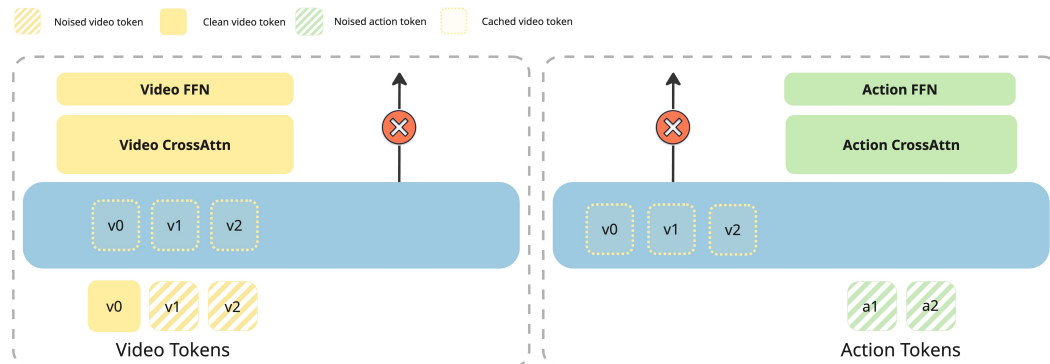 Noised video token
Clean video token
Noised action token
Cached video token
Video FFN
Video CrossAttn
v0 v1 v2
v0 v1 v2
Video Tokens
Action FFN
Action CrossAttn
v0 v1 v2
a1 a2
Action Tokens